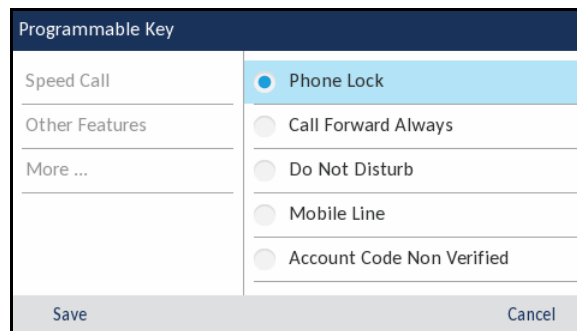 Programmable Key
Speed Call
Other Features
More ...
Phone Lock
Call Forward Always
Do Not Disturb
Mobile Line
Account Code Non Verified
Save
Cancel